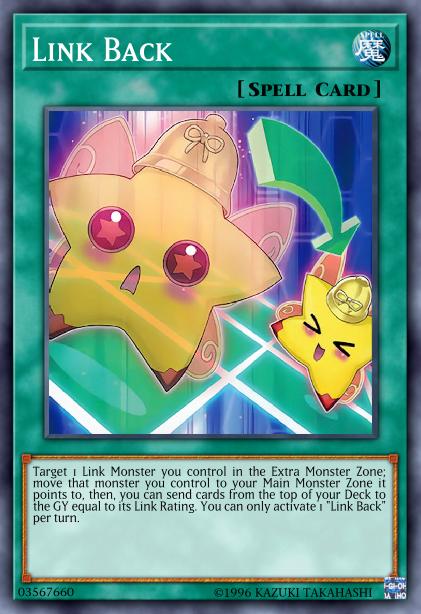 LINK BACK
[SPELL CARD]
Target 1 Link Monster you control in the Extra Monster Zone;
move that monster you control to your Main Monster Zone it
points to, then, you can send cards from the top of your Deck to
the GY equal to its Link Rating. You can only activate 1 "Link Back"
per turn.
03567660
©1996 KAZUKI TAKAHASHI